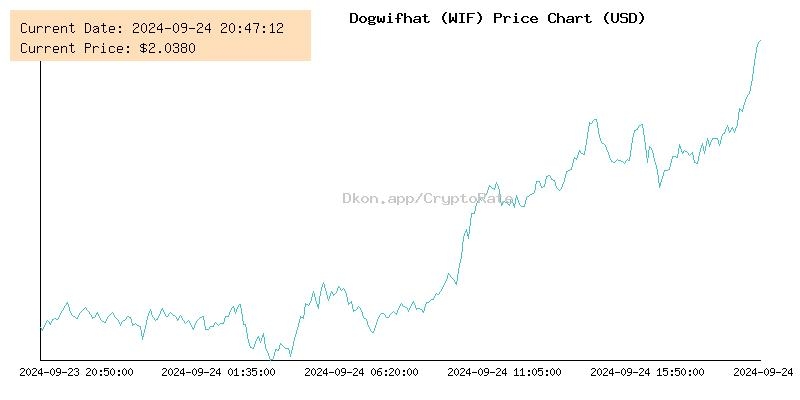 Dogwifhat (WIF) Price Chart (USD)
Current Date: 2024-09-24 20:47:12
Current Price: $2.0380
Dkon.app/CryptoRate
2024-09-23 20:50:00 2024-09-24 01:35:00 2024-09-24 06:20:00 2024-09-24 11:05:00 2024-09-24 15:50:00 2024-09-24